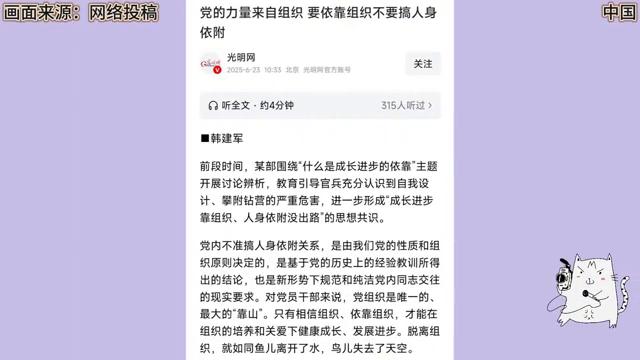 画面来源：网络投稿
中国
党的力量来自组织 要依靠组织不要搞人身
依附
光明网
2025-6-23 10:33 北京 光明网官方账号
关注
听全文·约4分钟
315人听过 >
■韩建军
前段时间，某部围绕“什么是成长进步的依靠”主题
开展讨论辨析，教育引导官兵充分认识到自我设
计、攀附钻营的严重危害，进一步形成“成长进步
靠组织、人身依附没出路”的思想共识。
党内不准搞人身依附关系，是由我们党的性质和组
织原则决定的，是基于党的历史上的经验教训所得
出的结论，也是新形势下规范和纯洁党内同志交往
的现实要求。对党员干部来说，党组织是唯一的、
最大的“靠山”。只有相信组织、依靠组织，才能在
组织的培养和关爱下健康成长、发展进步。脱离组
织，就如同鱼儿离开了水，鸟儿失去了天空。